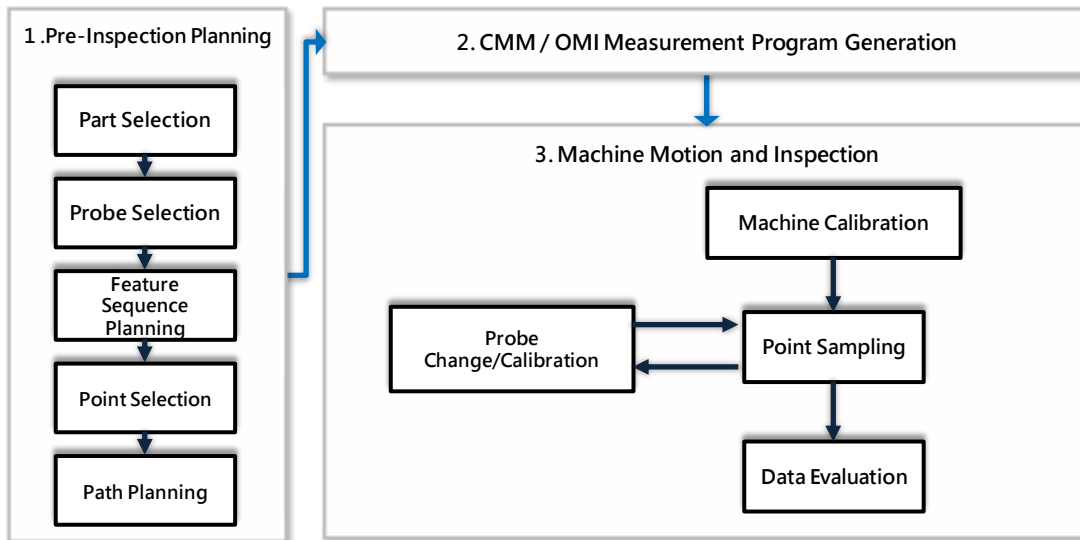 1.Pre-Inspection Planning
Part Selection
Probe Selection
Feature
Sequence
Planning
Point Selection
Path Planning
2. CMM / OMI Measurement Program Generation
3. Machine Motion and Inspection
Machine Calibration
Probe
Change/Calibration
Point Sampling
Data Evaluation